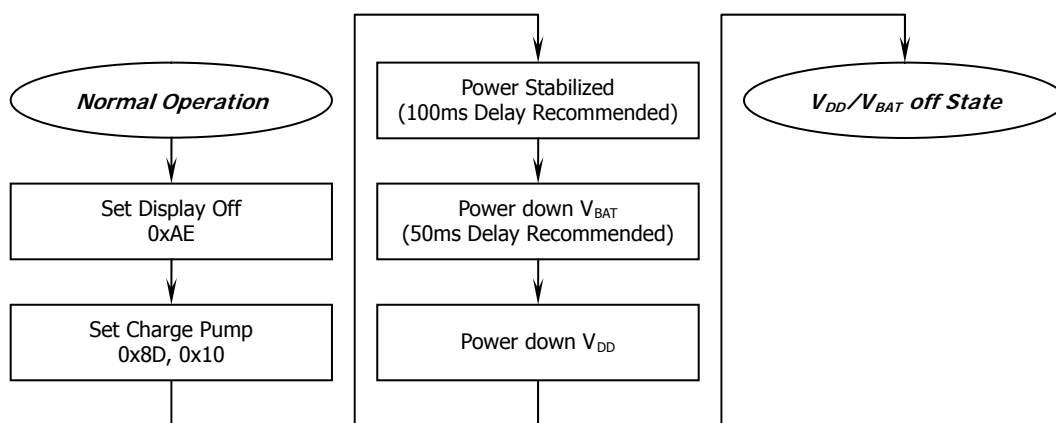 Normal Operation
Set Display Off
0xAE
Set Charge Pump
0x8D, 0x10
Power Stabilized
(100ms Delay Recommended)
Power down VBAT
(50ms Delay Recommended)
Power down VDD
VDD/VBAT off State